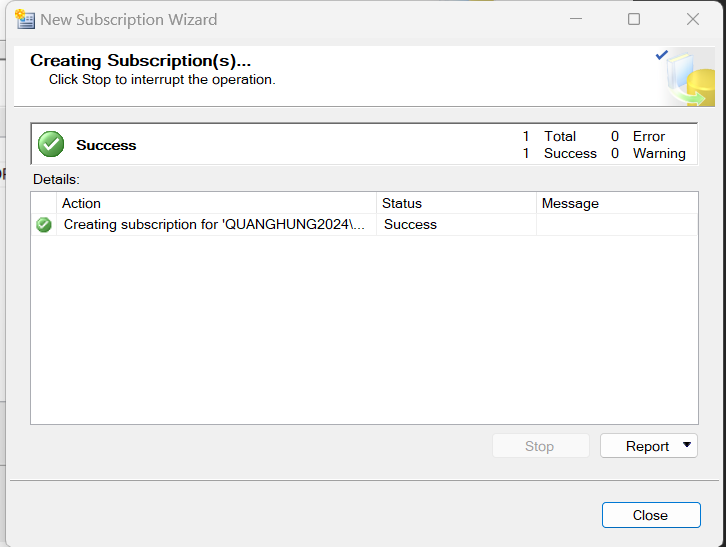 New Subscription Wizard
Creating Subscription(s)...
Click Stop to interrupt the operation.
Success
1 Total 0 Error
1 Success 0 Warning
Details:
Action Status Message
Creating subscription for 'QUANGHUNG2024\... Success
Stop Report
Close